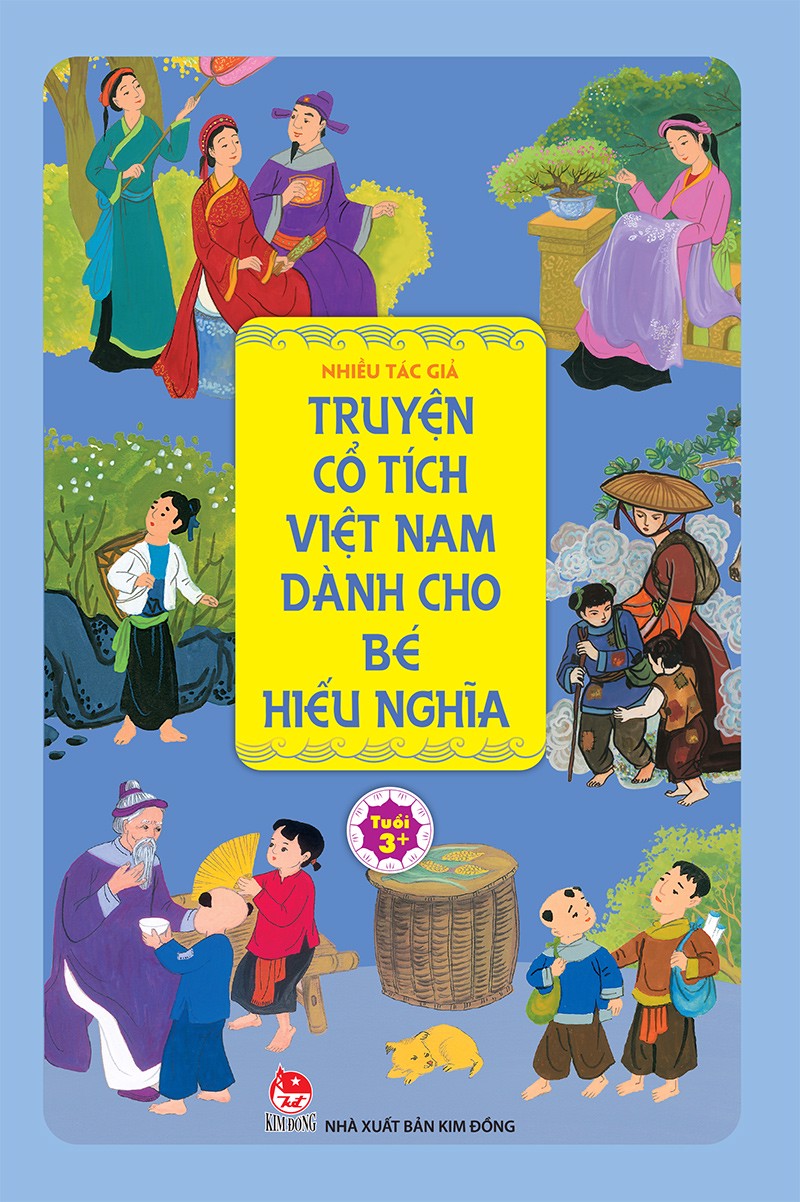 NHIỀU TÁC GIẢ
TRUYỆN
CỔ TÍCH
VIỆT NAM
DÀNH CHO
BÉ
HIẾU NGHĨA
Tuổi
3+
KIM ĐỒNG
NHÀ XUẤT BẢN KIM ĐỒNG